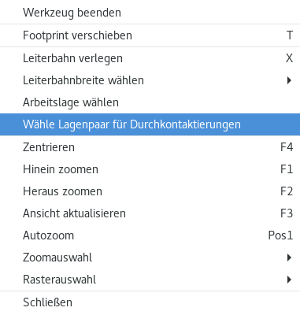 Werkzeug beenden
Footprint verschieben T
Leiterbahn verlegen X
Leiterbahnbreite wählen
Arbeitslage wählen
Wähle Lagenpaar für Durchkontaktierungen
Zentrieren F4
Hinein zoomen F1
Heraus zoomen F2
Ansicht aktualisieren F3
Autozoom Pos1
Zoomauswahl
Rasterauswahl
Schließen